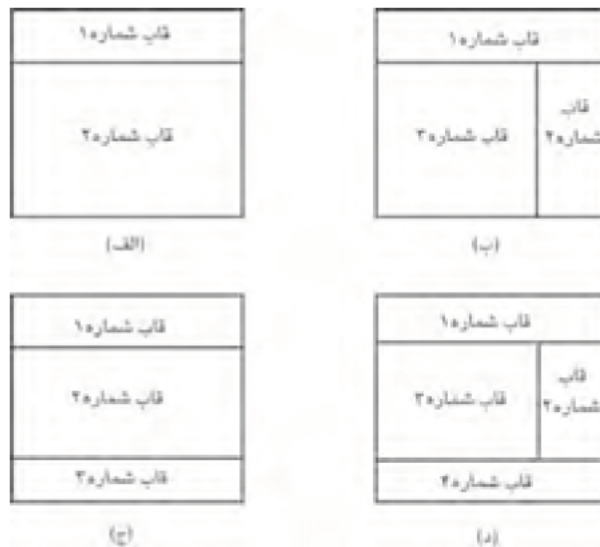 قاب شماره۱
قاب شماره۲
(الف)
قاب شماره۱
قاب
شماره۲
قاب شماره۳
(ب)
قاب شماره۱
قاب شماره۲
قاب شماره۳
(ج)
قاب شماره۱
قاب
شماره۲
قاب شماره۳
قاب شماره۴
(د)